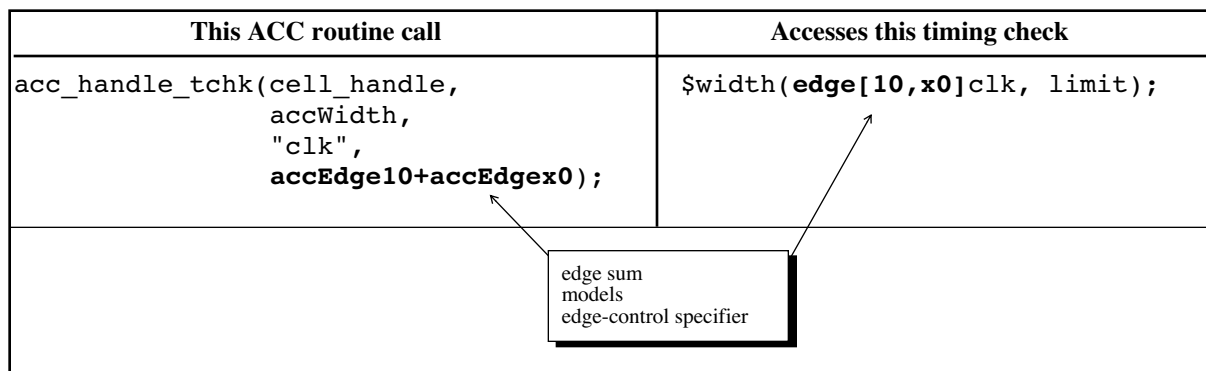 This ACC routine call
Accesses this timing check
acc_handle_tchk(cell_handle,
accWidth,
"clk",
accEdge10+accEdgex0);
$width(edge[10,x0]clk, limit);
edge sum
models
edge-control specifier